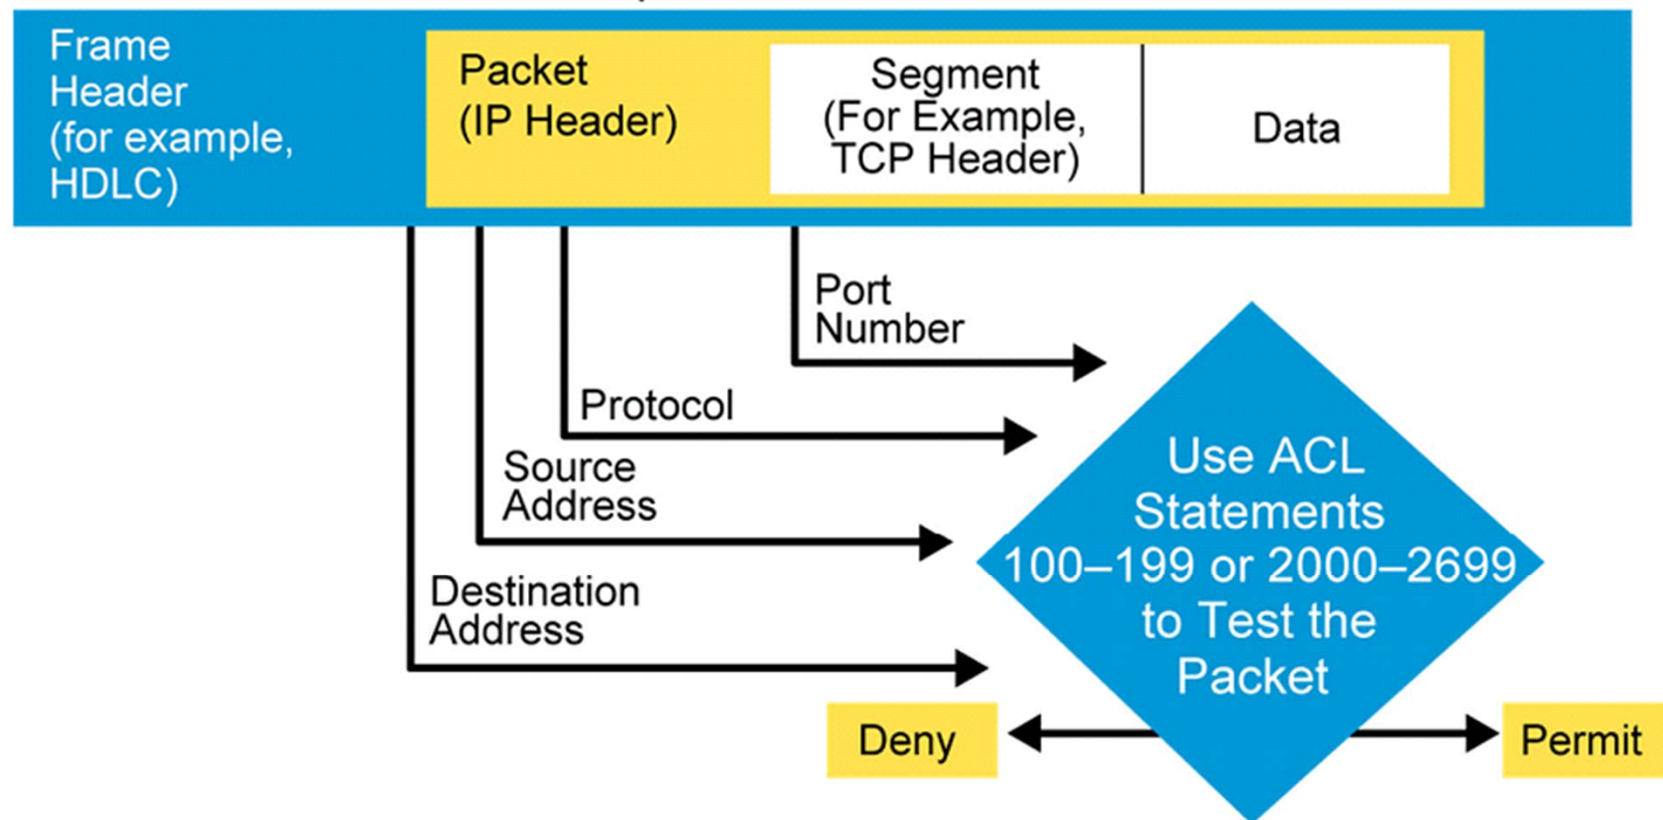 Frame
Header
(for example,
HDLC)
Packet
(IP Header)
Segment
(For Example,
TCP Header)
Data
Port
Number
Protocol
Source
Address
Destination
Address
Use ACL
Statements
100–199 or 2000–2699
to Test the
Packet
Deny
Permit